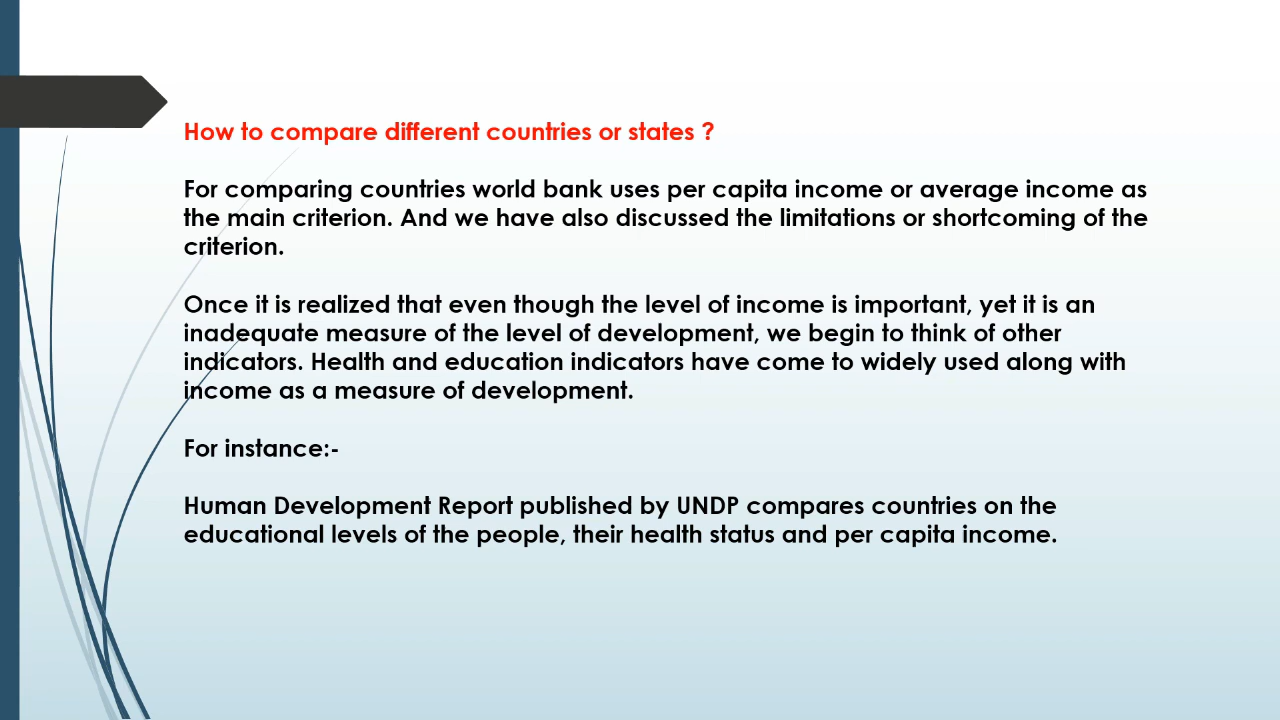 How to compare different countries or states ?
For comparing countries world bank uses per capita income or average income as
the main criterion. And we have also discussed the limitations or shortcoming of the
criterion.
Once it is realized that even though the level of income is important, yet it is an
inadequate measure of the level of development, we begin to think of other
indicators. Health and education indicators have come to widely used along with
income as a measure of development.
For instance:-
Human Development Report published by UNDP compares countries on the
educational levels of the people, their health status and per capita income.